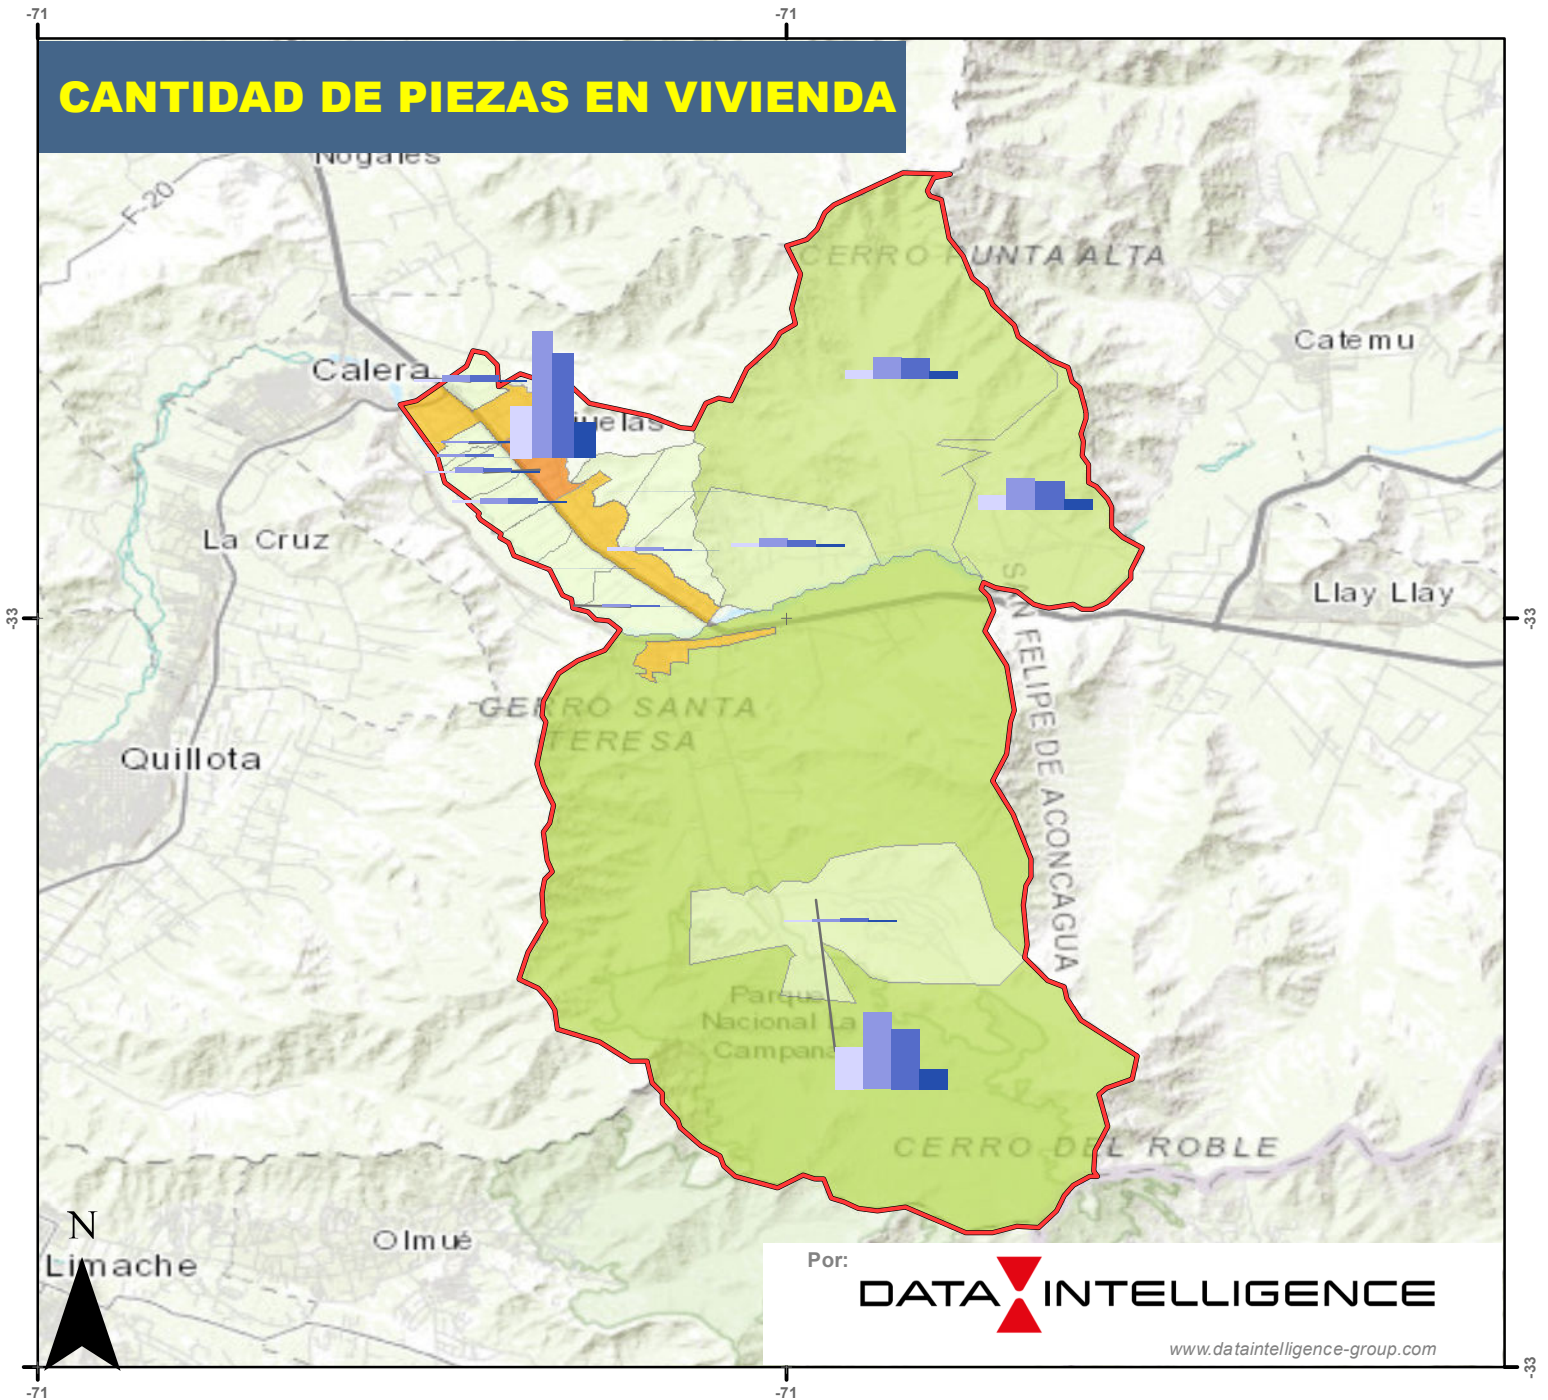 -71
-71
CANTIDAD DE PIEZAS EN VIVIENDA
Nogales
F-20
CERRO PUNTA ALTA
Catemu
Calera
La Cruz
Llay Llay
-33
-33
SAN FELIPE DE ACONCAGUA
CERRO SANTA
TERESA
Quillota
Parque
Nacional La
Campana
CERRO DEL ROBLE
N
Olmué
Limache
Por:
DATA INTELLIGENCE
www.dataintelligence-group.com
-33
-71
-71